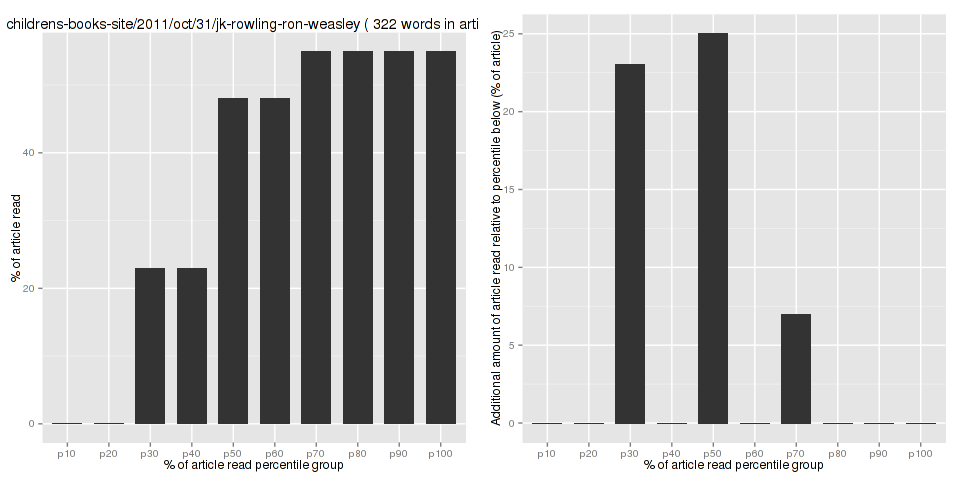 childrens-books-site/2011/oct/31/jk-rowling-ron-weasley ( 322 words in arti
% of article read
40
20
0
p10 p20 p30 p40 p50 p60 p70 p80 p90 p100
% of article read percentile group
Additional amount of article read relative to percentile below (% of article)
25
20
15
10
5
0
p10 p20 p30 p40 p50 p60 p70 p80 p90 p100
% of article read percentile group